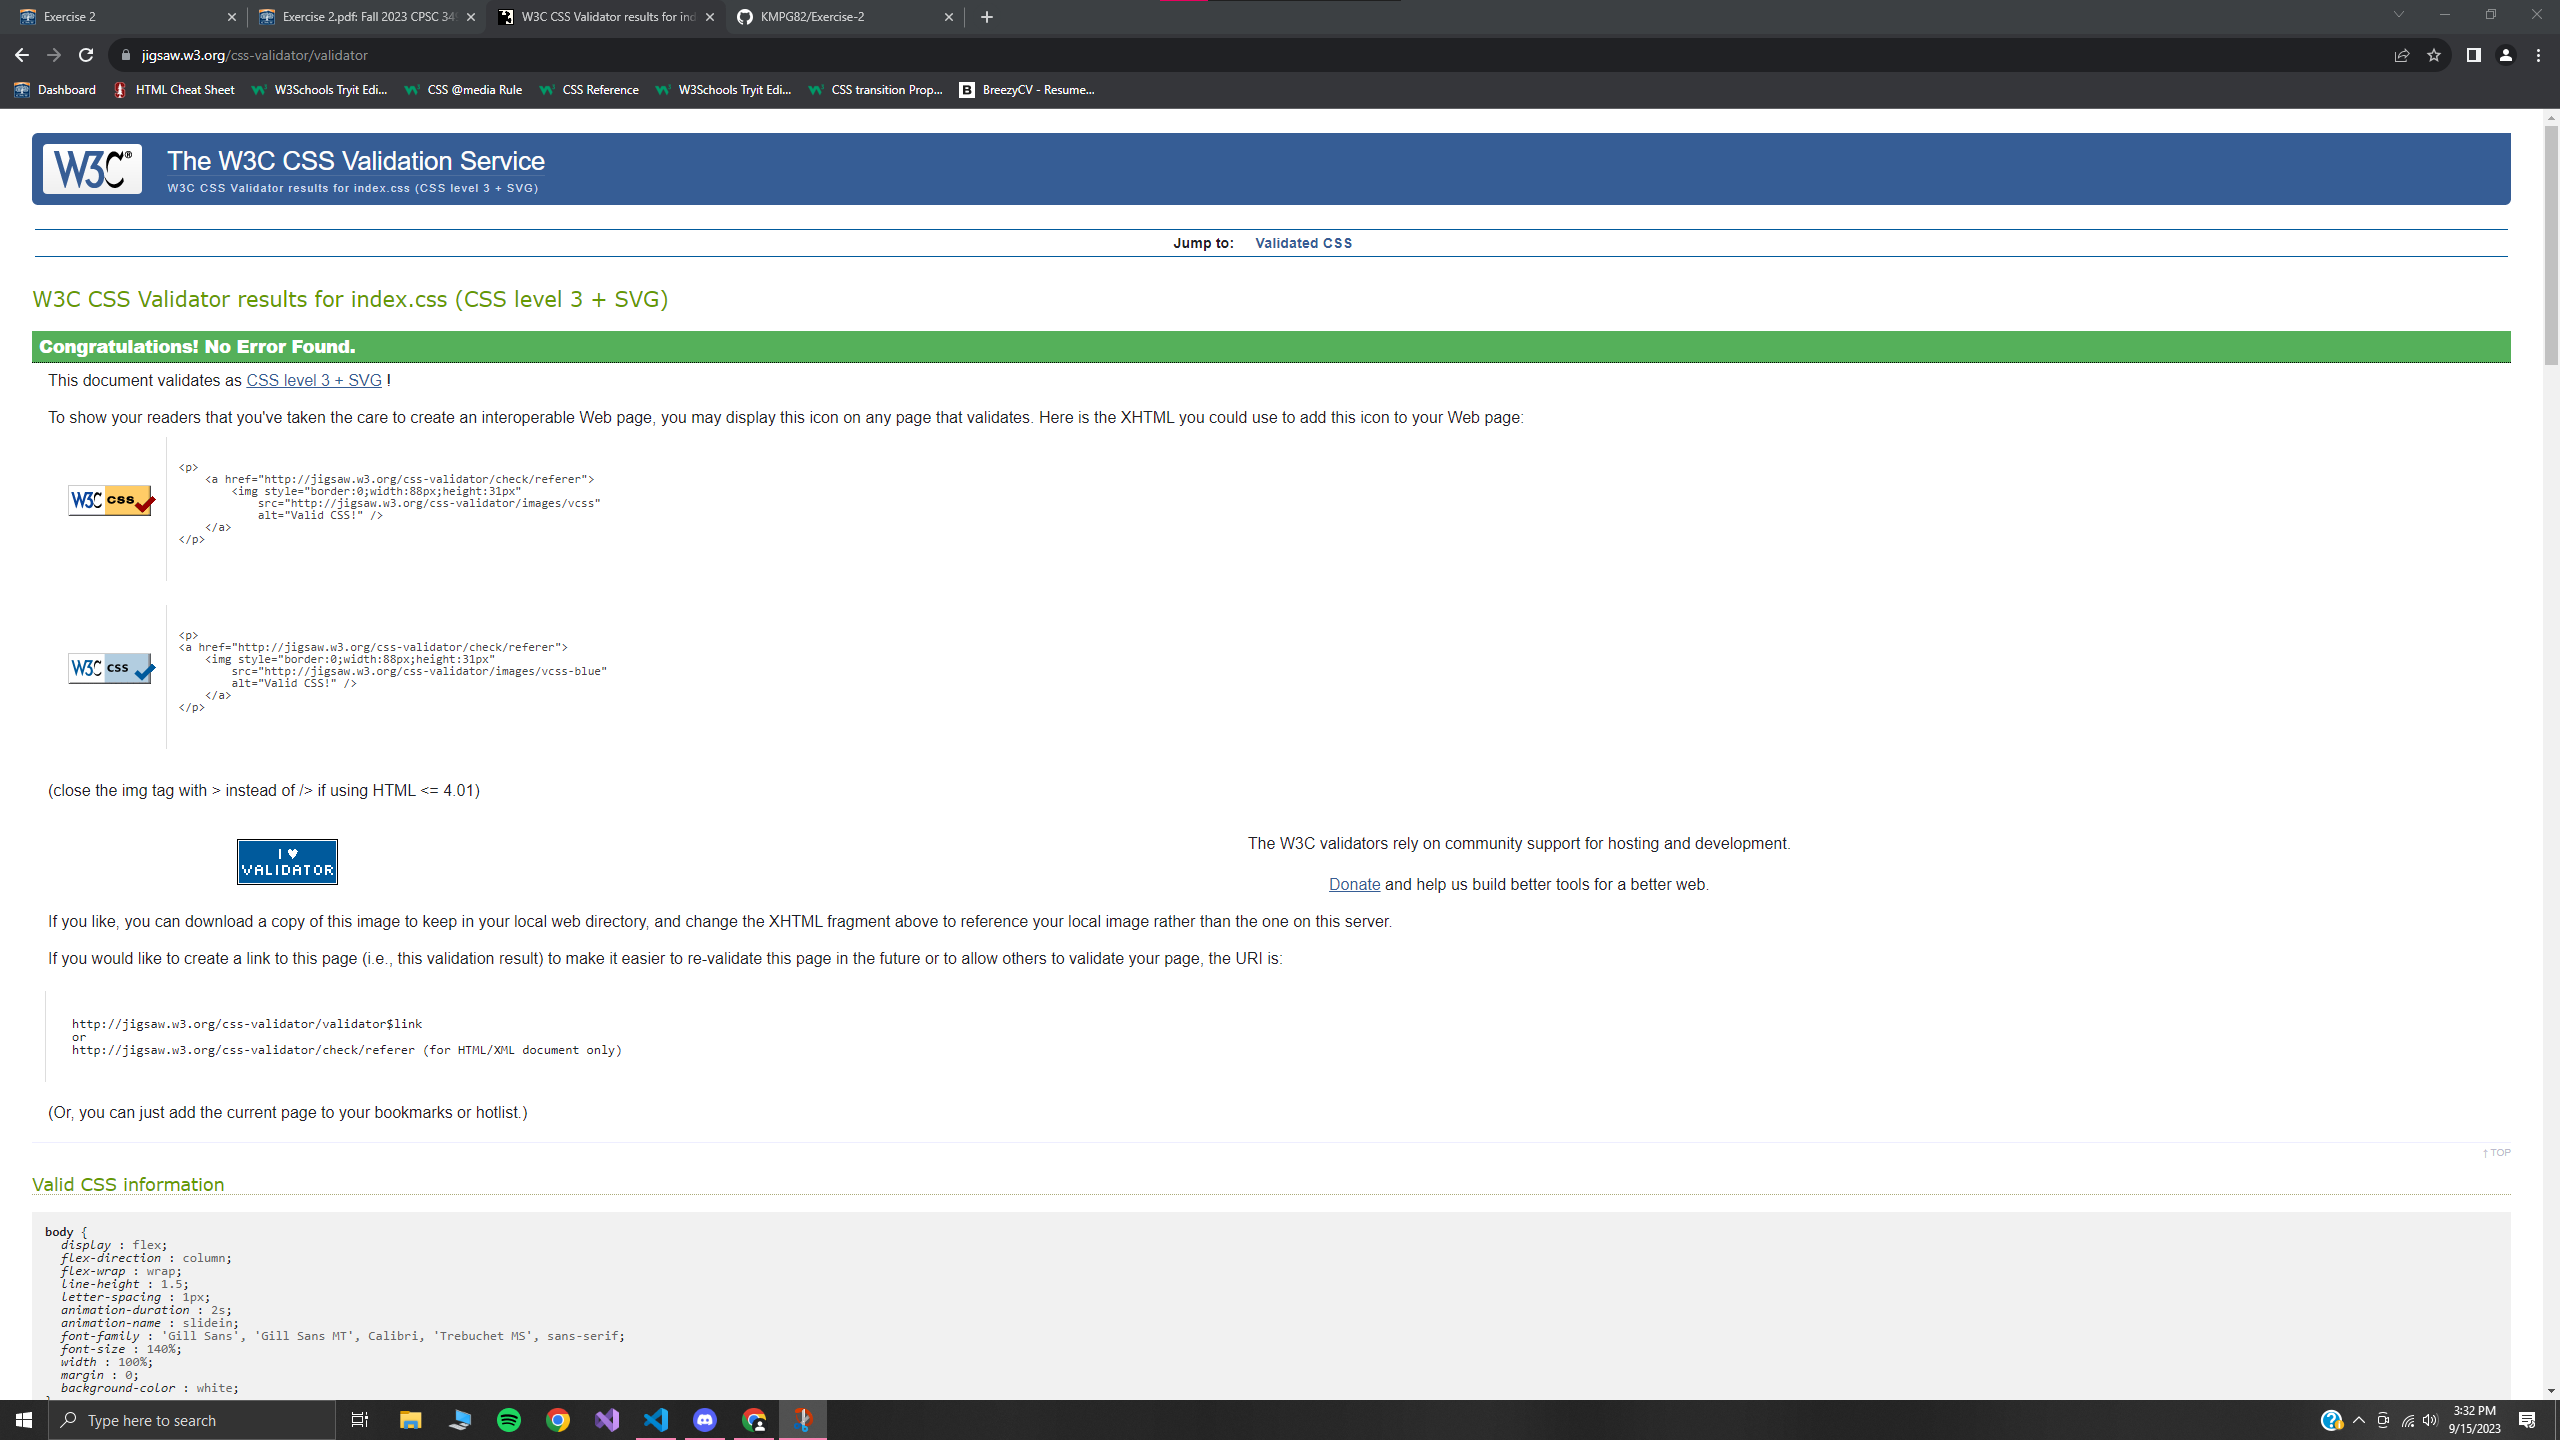 Exercise 2
Exercise 2.pdf: Fall 2023 CPSC 34
W3C CSS Validator results for ind
KMPG82/Exercise-2
jigsaw.w3.org/css-validator/validator
Dashboard
HTML Cheat Sheet
W3Schools Tryit Edi...
CSS @media Rule
CSS Reference
W3Schools Tryit Edi...
CSS transition Prop...
B
BreezyCV - Resume...
W3C®
The W3C CSS Validation Service
W3C CSS Validator results for index.css (CSS level 3 + SVG)
Jump to: Validated CSS
W3C CSS Validator results for index.css (CSS level 3 + SVG)
Congratulations! No Error Found.
This document validates as CSS level 3 + SVG !
To show your readers that you've taken the care to create an interoperable Web page, you may display this icon on any page that validates. Here is the XHTML you could use to add this icon to your Web page:
W3C css
<p>
<a href="http://jigsaw.w3.org/css-validator/check/referer">
<img style="border:0;width:88px;height:31px"
src="http://jigsaw.w3.org/css-validator/images/vcss"
alt="Valid CSS!" />
</a>
</p>
W3C css
<p>
<a href="http://jigsaw.w3.org/css-validator/check/referer">
<img style="border:0;width:88px;height:31px"
src="http://jigsaw.w3.org/css-validator/images/vcss-blue"
alt="Valid CSS!" />
</a>
</p>
(close the img tag with > instead of /> if using HTML <= 4.01)
I ♥
VALIDATOR
The W3C validators rely on community support for hosting and development.
Donate and help us build better tools for a better web.
If you like, you can download a copy of this image to keep in your local web directory, and change the XHTML fragment above to reference your local image rather than the one on this server.
If you would like to create a link to this page (i.e., this validation result) to make it easier to re-validate this page in the future or to allow others to validate your page, the URI is:
http://jigsaw.w3.org/css-validator/validator$link
or
http://jigsaw.w3.org/css-validator/check/referer (for HTML/XML document only)
(Or, you can just add the current page to your bookmarks or hotlist.)
↑ TOP
Valid CSS information
body {
display : flex;
flex-direction : column;
flex-wrap : wrap;
line-height : 1.5;
letter-spacing : 1px;
animation-duration : 2s;
animation-name : slidein;
font-family : 'Gill Sans', 'Gill Sans MT', Calibri, 'Trebuchet MS', sans-serif;
font-size : 140%;
width : 100%;
margin : 0;
background-color : white;
Type here to search
3:32 PM
9/15/2023